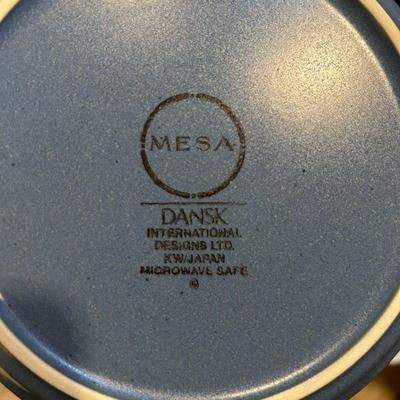 MESA
DANSK
INTERNATIONAL
DESIGNS LTD.
KW/JAPAN
MICROWAVE SAFE
©